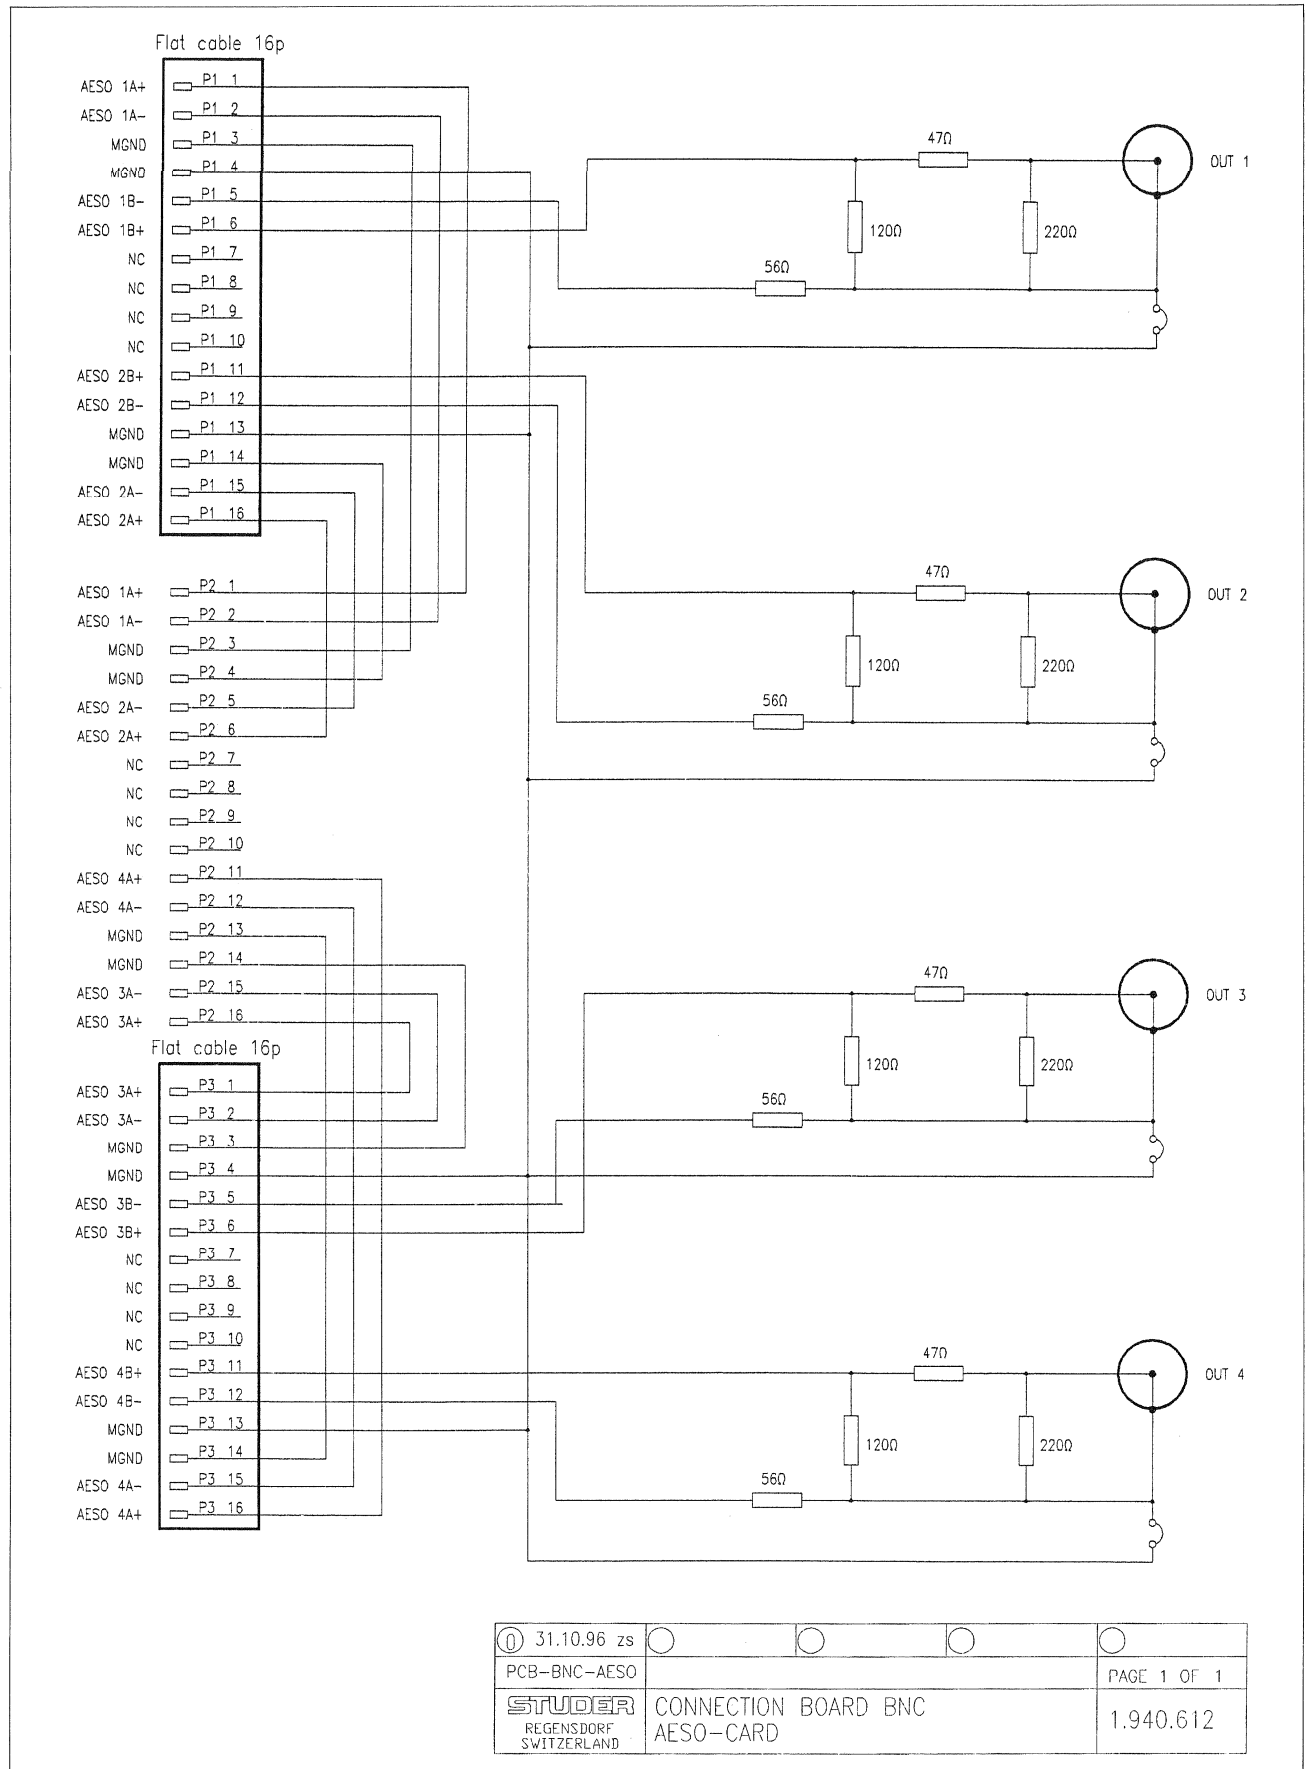 Flat cable 16p
AESO 1A+ P1 1
AESO 1A- P1 2
MGND P1 3
MGND P1 4
AESO 1B- P1 5
AESO 1B+ P1 6
NC P1 7
NC P1 8
NC P1 9
NC P1 10
AESO 2B+ P1 11
AESO 2B- P1 12
MGND P1 13
MGND P1 14
AESO 2A- P1 15
AESO 2A+ P1 16
47Ω
OUT 1
120Ω
220Ω
56Ω
AESO 1A+ P2 1
AESO 1A- P2 2
MGND P2 3
MGND P2 4
AESO 2A- P2 5
AESO 2A+ P2 6
NC P2 7
NC P2 8
NC P2 9
NC P2 10
AESO 4A+ P2 11
AESO 4A- P2 12
MGND P2 13
MGND P2 14
AESO 3A- P2 15
AESO 3A+ P2 16
47Ω
OUT 2
120Ω
220Ω
56Ω
Flat cable 16p
AESO 3A+ P3 1
AESO 3A- P3 2
MGND P3 3
MGND P3 4
AESO 3B- P3 5
AESO 3B+ P3 6
NC P3 7
NC P3 8
NC P3 9
NC P3 10
AESO 4B+ P3 11
AESO 4B- P3 12
MGND P3 13
MGND P3 14
AESO 4A- P3 15
AESO 4A+ P3 16
47Ω
OUT 3
120Ω
220Ω
56Ω
47Ω
OUT 4
120Ω
220Ω
56Ω
0 31.10.96 zs
PCB-BNC-AESO
PAGE 1 OF 1
STUDER
REGENSDORF
SWITZERLAND
CONNECTION BOARD BNC
AESO-CARD
1.940.612